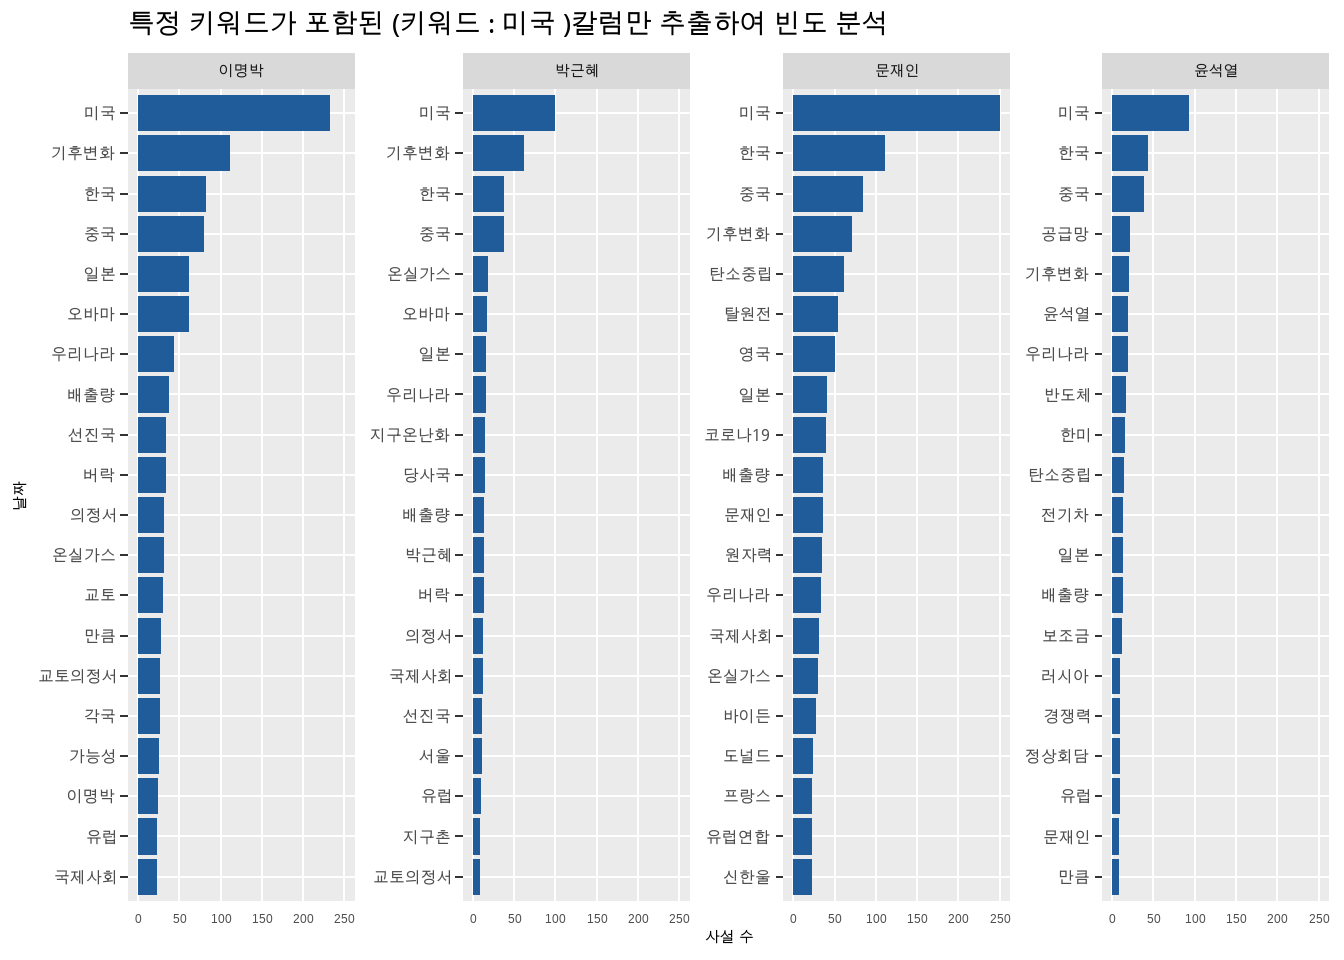 특정 키워드가 포함된 (키워드 : 미국 )칼럼만 추출하여 빈도 분석
이명박
미국
기후변화
한국
중국
일본
오바마
우리나라
배출량
선진국
버락
의정서
온실가스
교토
만큼
교토의정서
각국
가능성
이명박
유럽
국제사회
0 50 100 150 200 250
박근혜
미국
기후변화
한국
중국
온실가스
오바마
일본
우리나라
지구온난화
당사국
배출량
박근혜
버락
의정서
국제사회
선진국
서울
유럽
지구촌
교토의정서
0 50 100 150 200 250
문재인
미국
한국
중국
기후변화
탄소중립
탈원전
영국
일본
코로나19
배출량
문재인
원자력
우리나라
국제사회
온실가스
바이든
도널드
프랑스
유럽연합
신한울
0 50 100 150 200 250
윤석열
미국
한국
중국
공급망
기후변화
윤석열
우리나라
반도체
한미
탄소중립
전기차
일본
배출량
보조금
러시아
경쟁력
정상회담
유럽
문재인
만큼
0 50 100 150 200 250
날짜
사설 수